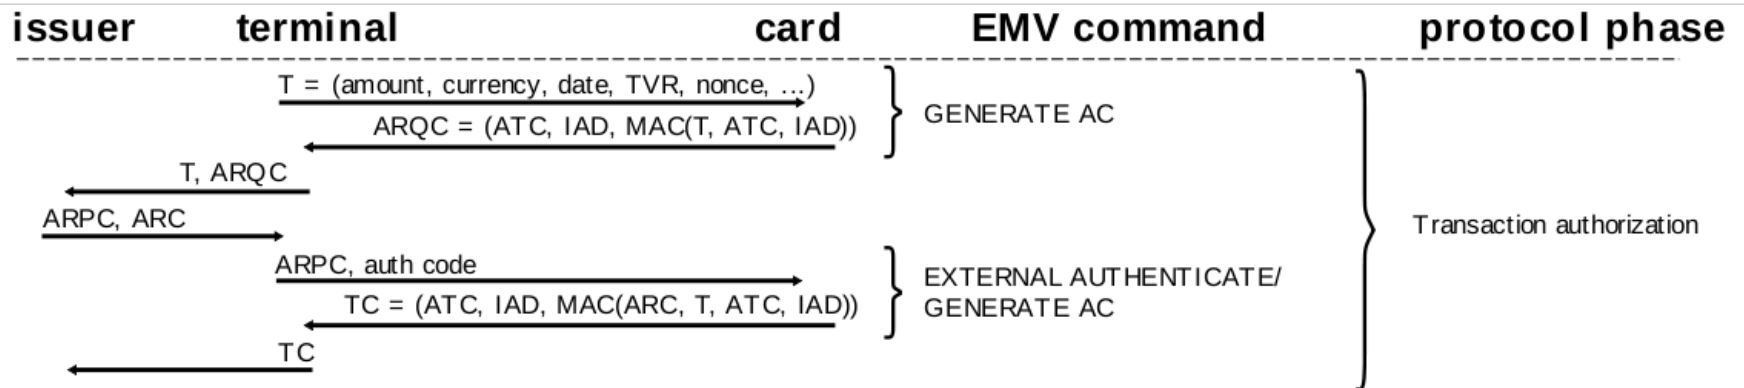 issuer terminal card EMV command protocol phase
T = (amount, currency, date, TVR, nonce, ...)
GENERATE AC
ARQC = (ATC, IAD, MAC(T, ATC, IAD))
T, ARQC
ARPC, ARC
Transaction authorization
ARPC, auth code
EXTERNAL AUTHENTICATE/
GENERATE AC
TC = (ATC, IAD, MAC(ARC, T, ATC, IAD))
TC